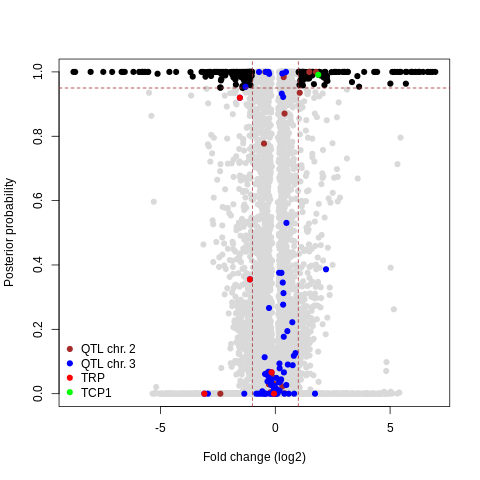 Posterior probability
1.0
0.8
0.6
0.4
0.2
0.0
QTL chr. 2
QTL chr. 3
TRP
TCP1
-5 0 5
Fold change (log2)